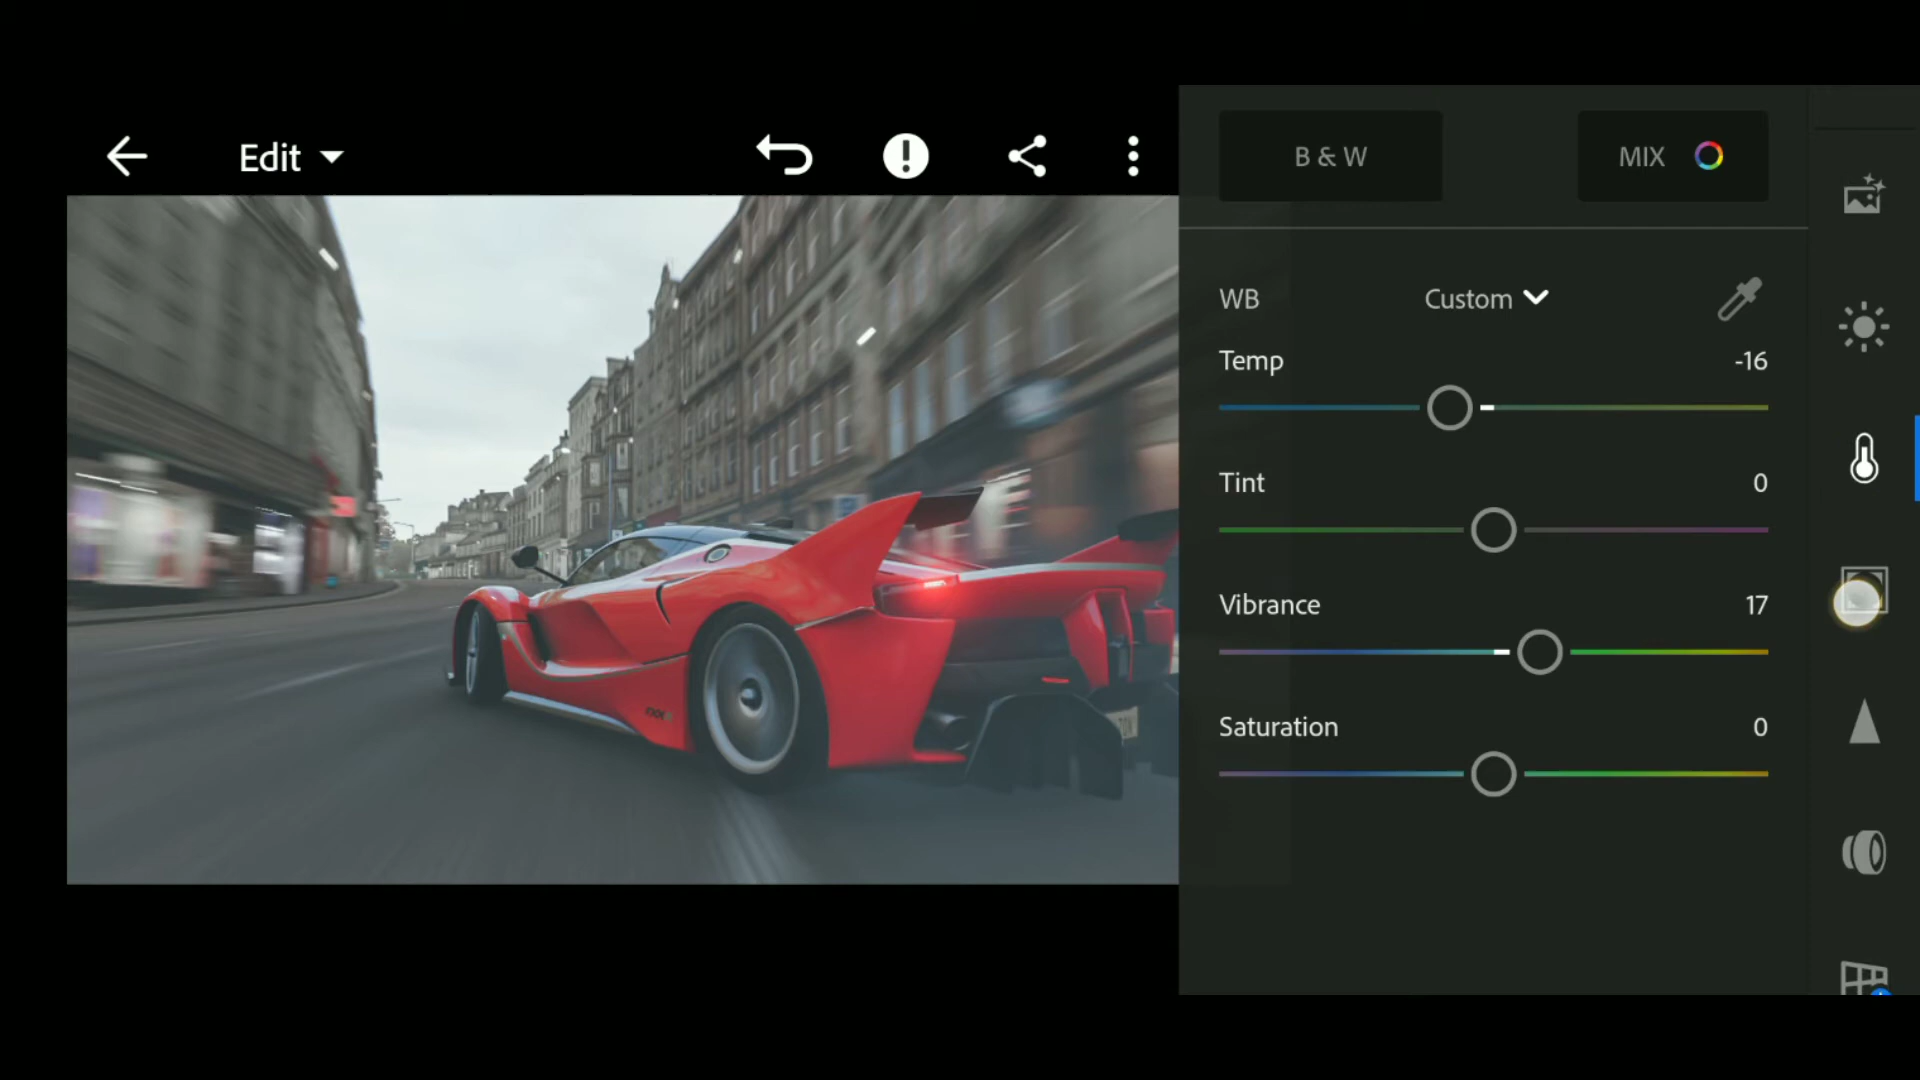 Edit
B & W
MIX
WB
Custom
Temp
-16
Tint
0
Vibrance
17
Saturation
0